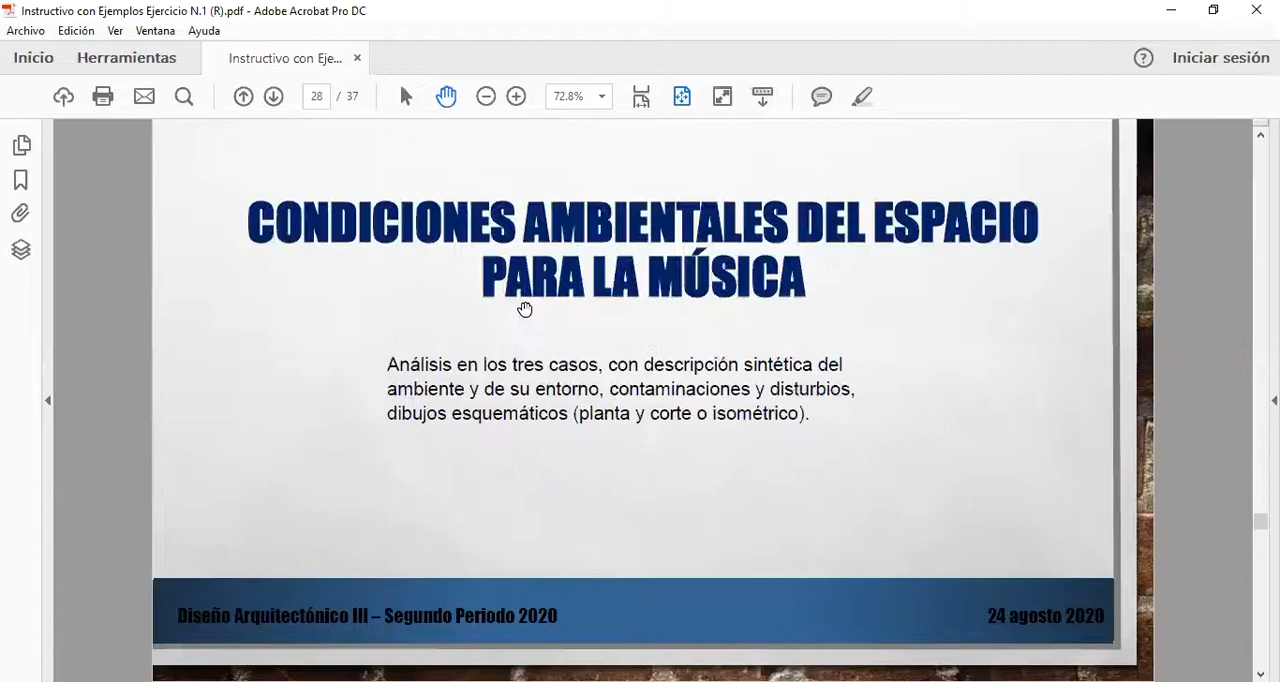 Instructivo con Ejemplos Ejercicio N.1 (R).pdf - Adobe Acrobat Pro DC
Archivo Edición Ver Ventana Ayuda
Inicio Herramientas Instructivo con Eje... × ? Iniciar sesión
28 / 37 72.8%
CONDICIONES AMBIENTALES DEL ESPACIO
PARA LA MÚSICA
Análisis en los tres casos, con descripción sintética del
ambiente y de su entorno, contaminaciones y disturbios,
dibujos esquemáticos (planta y corte o isométrico).
Diseño Arquitectónico III – Segundo Periodo 2020 24 agosto 2020